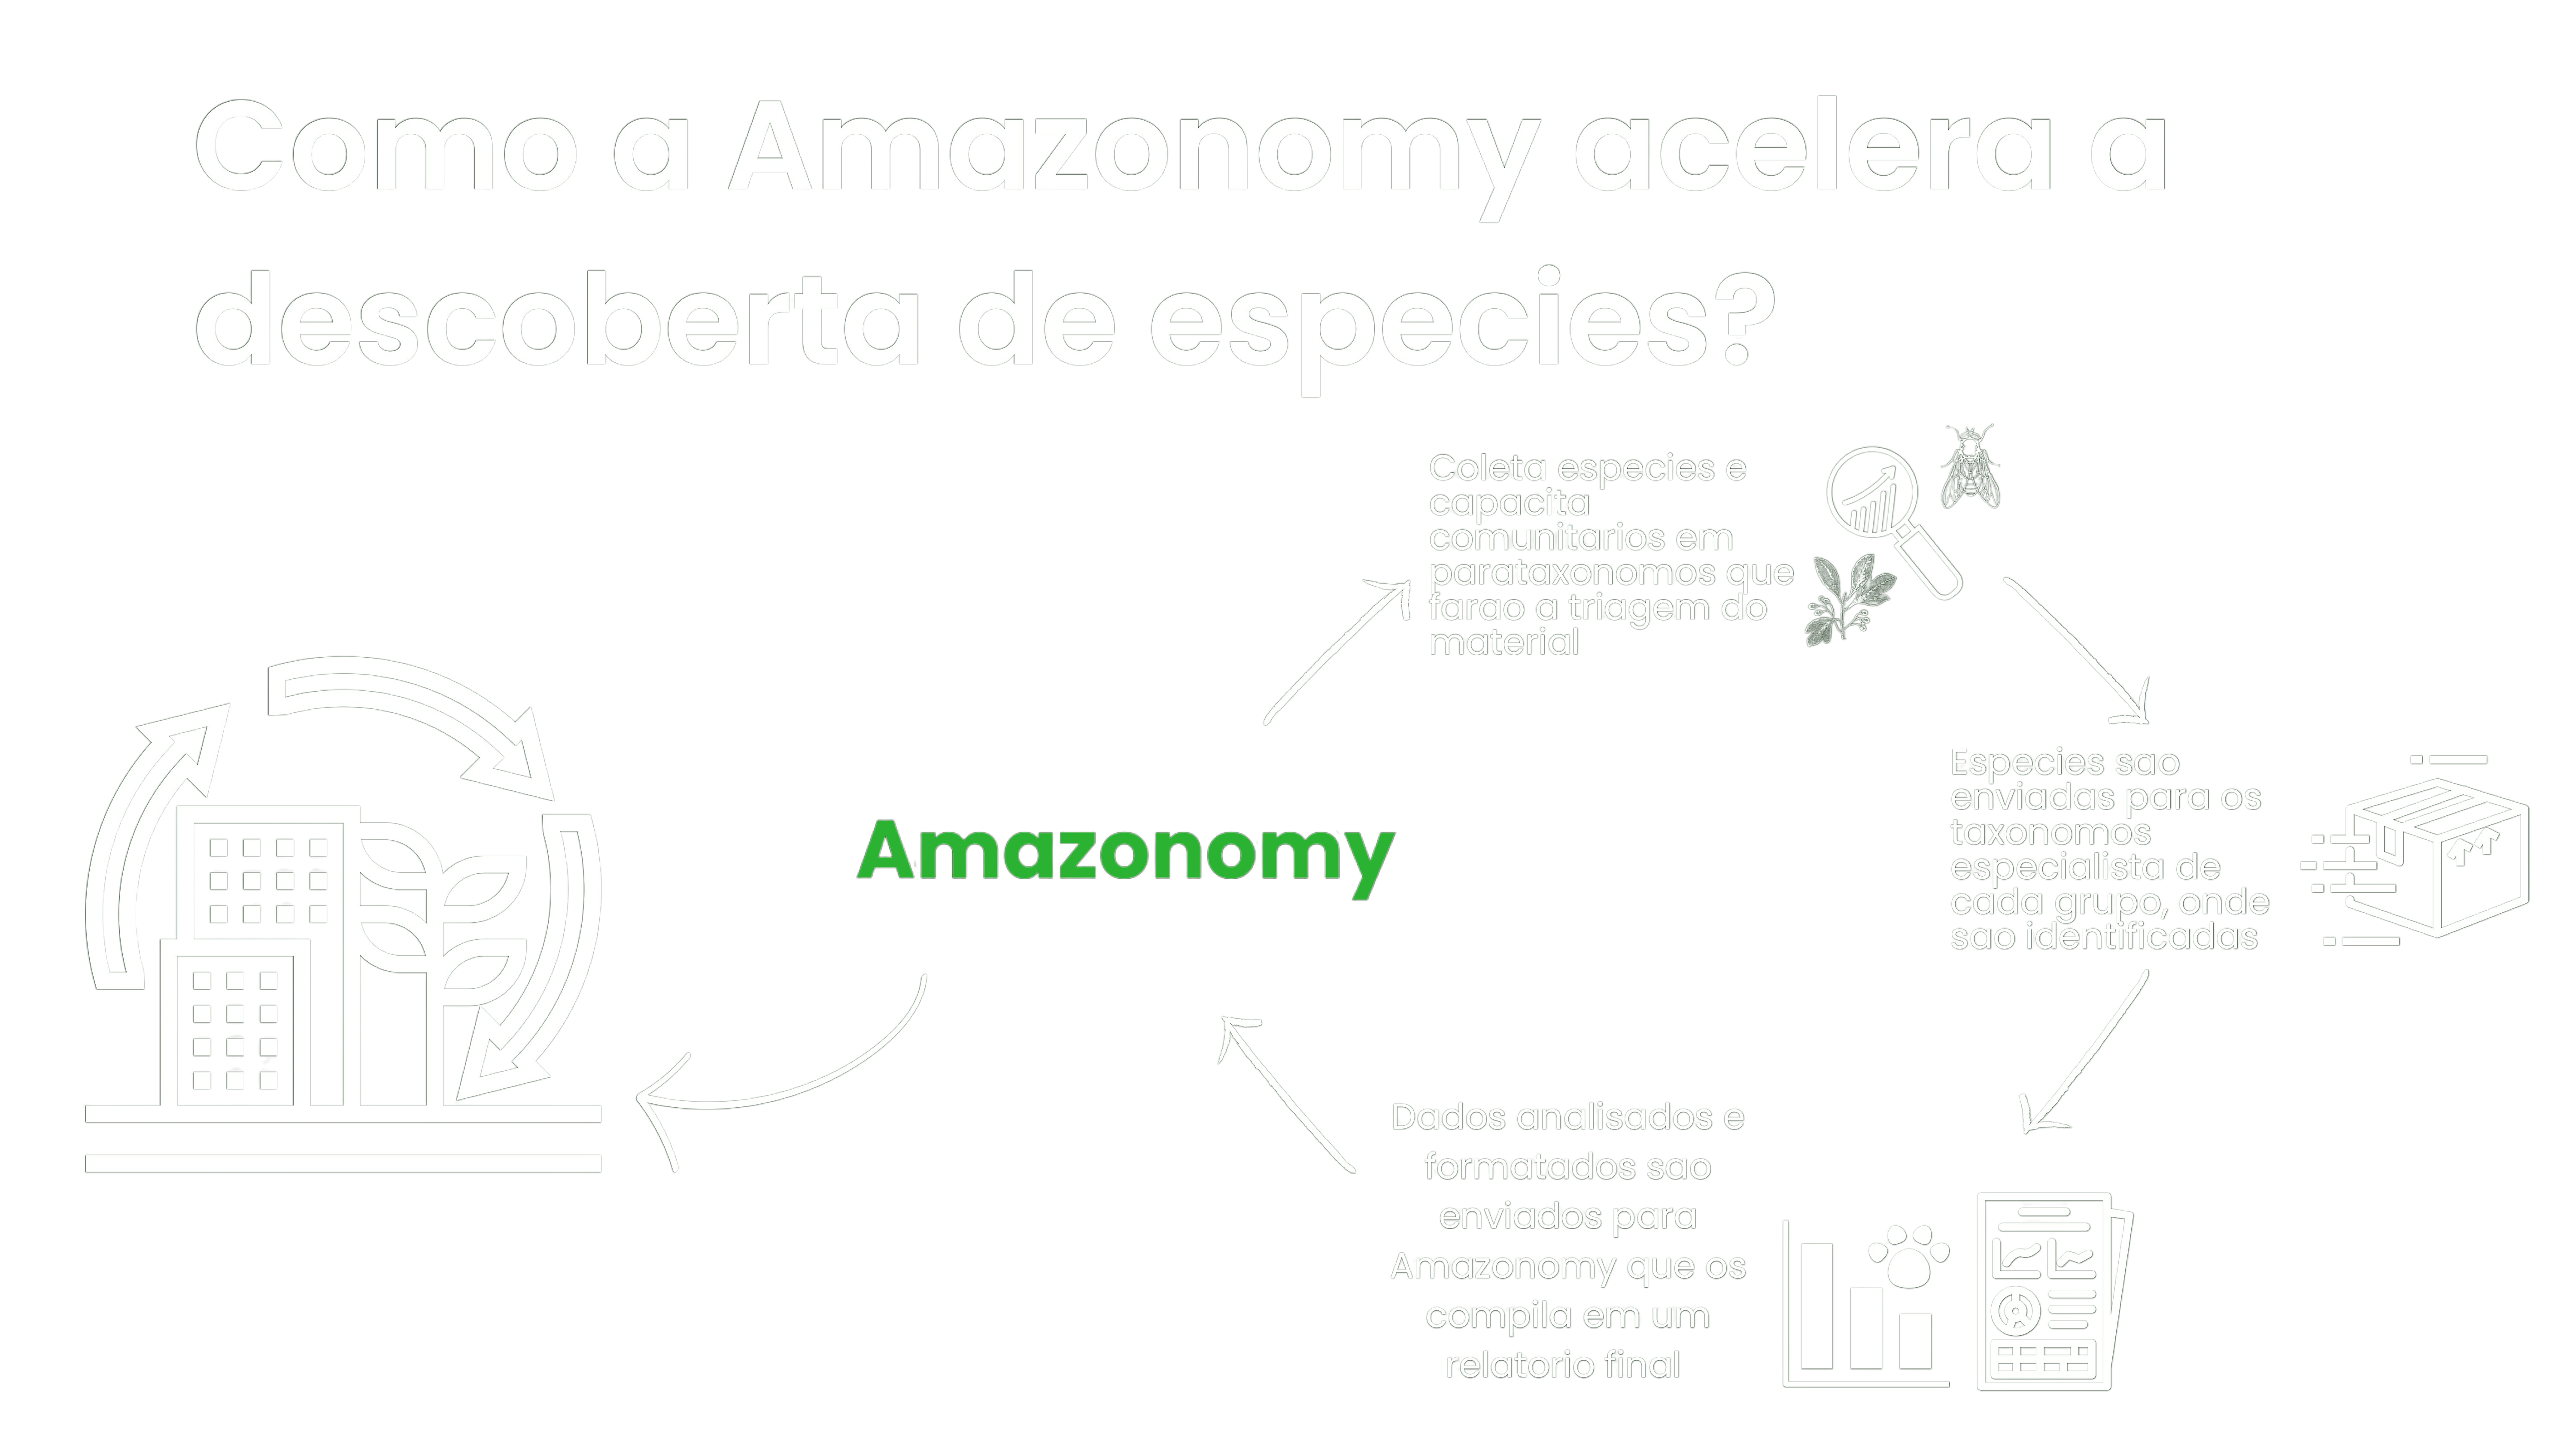 Como a Amazonomy acelera a
descoberta de especies?
Coleta especies e
capacita
comunitarios em
parataxonomos que
farao a triagem do
material
Amazonomy
Especies sao
enviadas para os
taxonomos
especialista de
cada grupo, onde
sao identificadas
Dados analisados e
formatados sao
enviados para
Amazonomy que os
compila em um
relatorio final